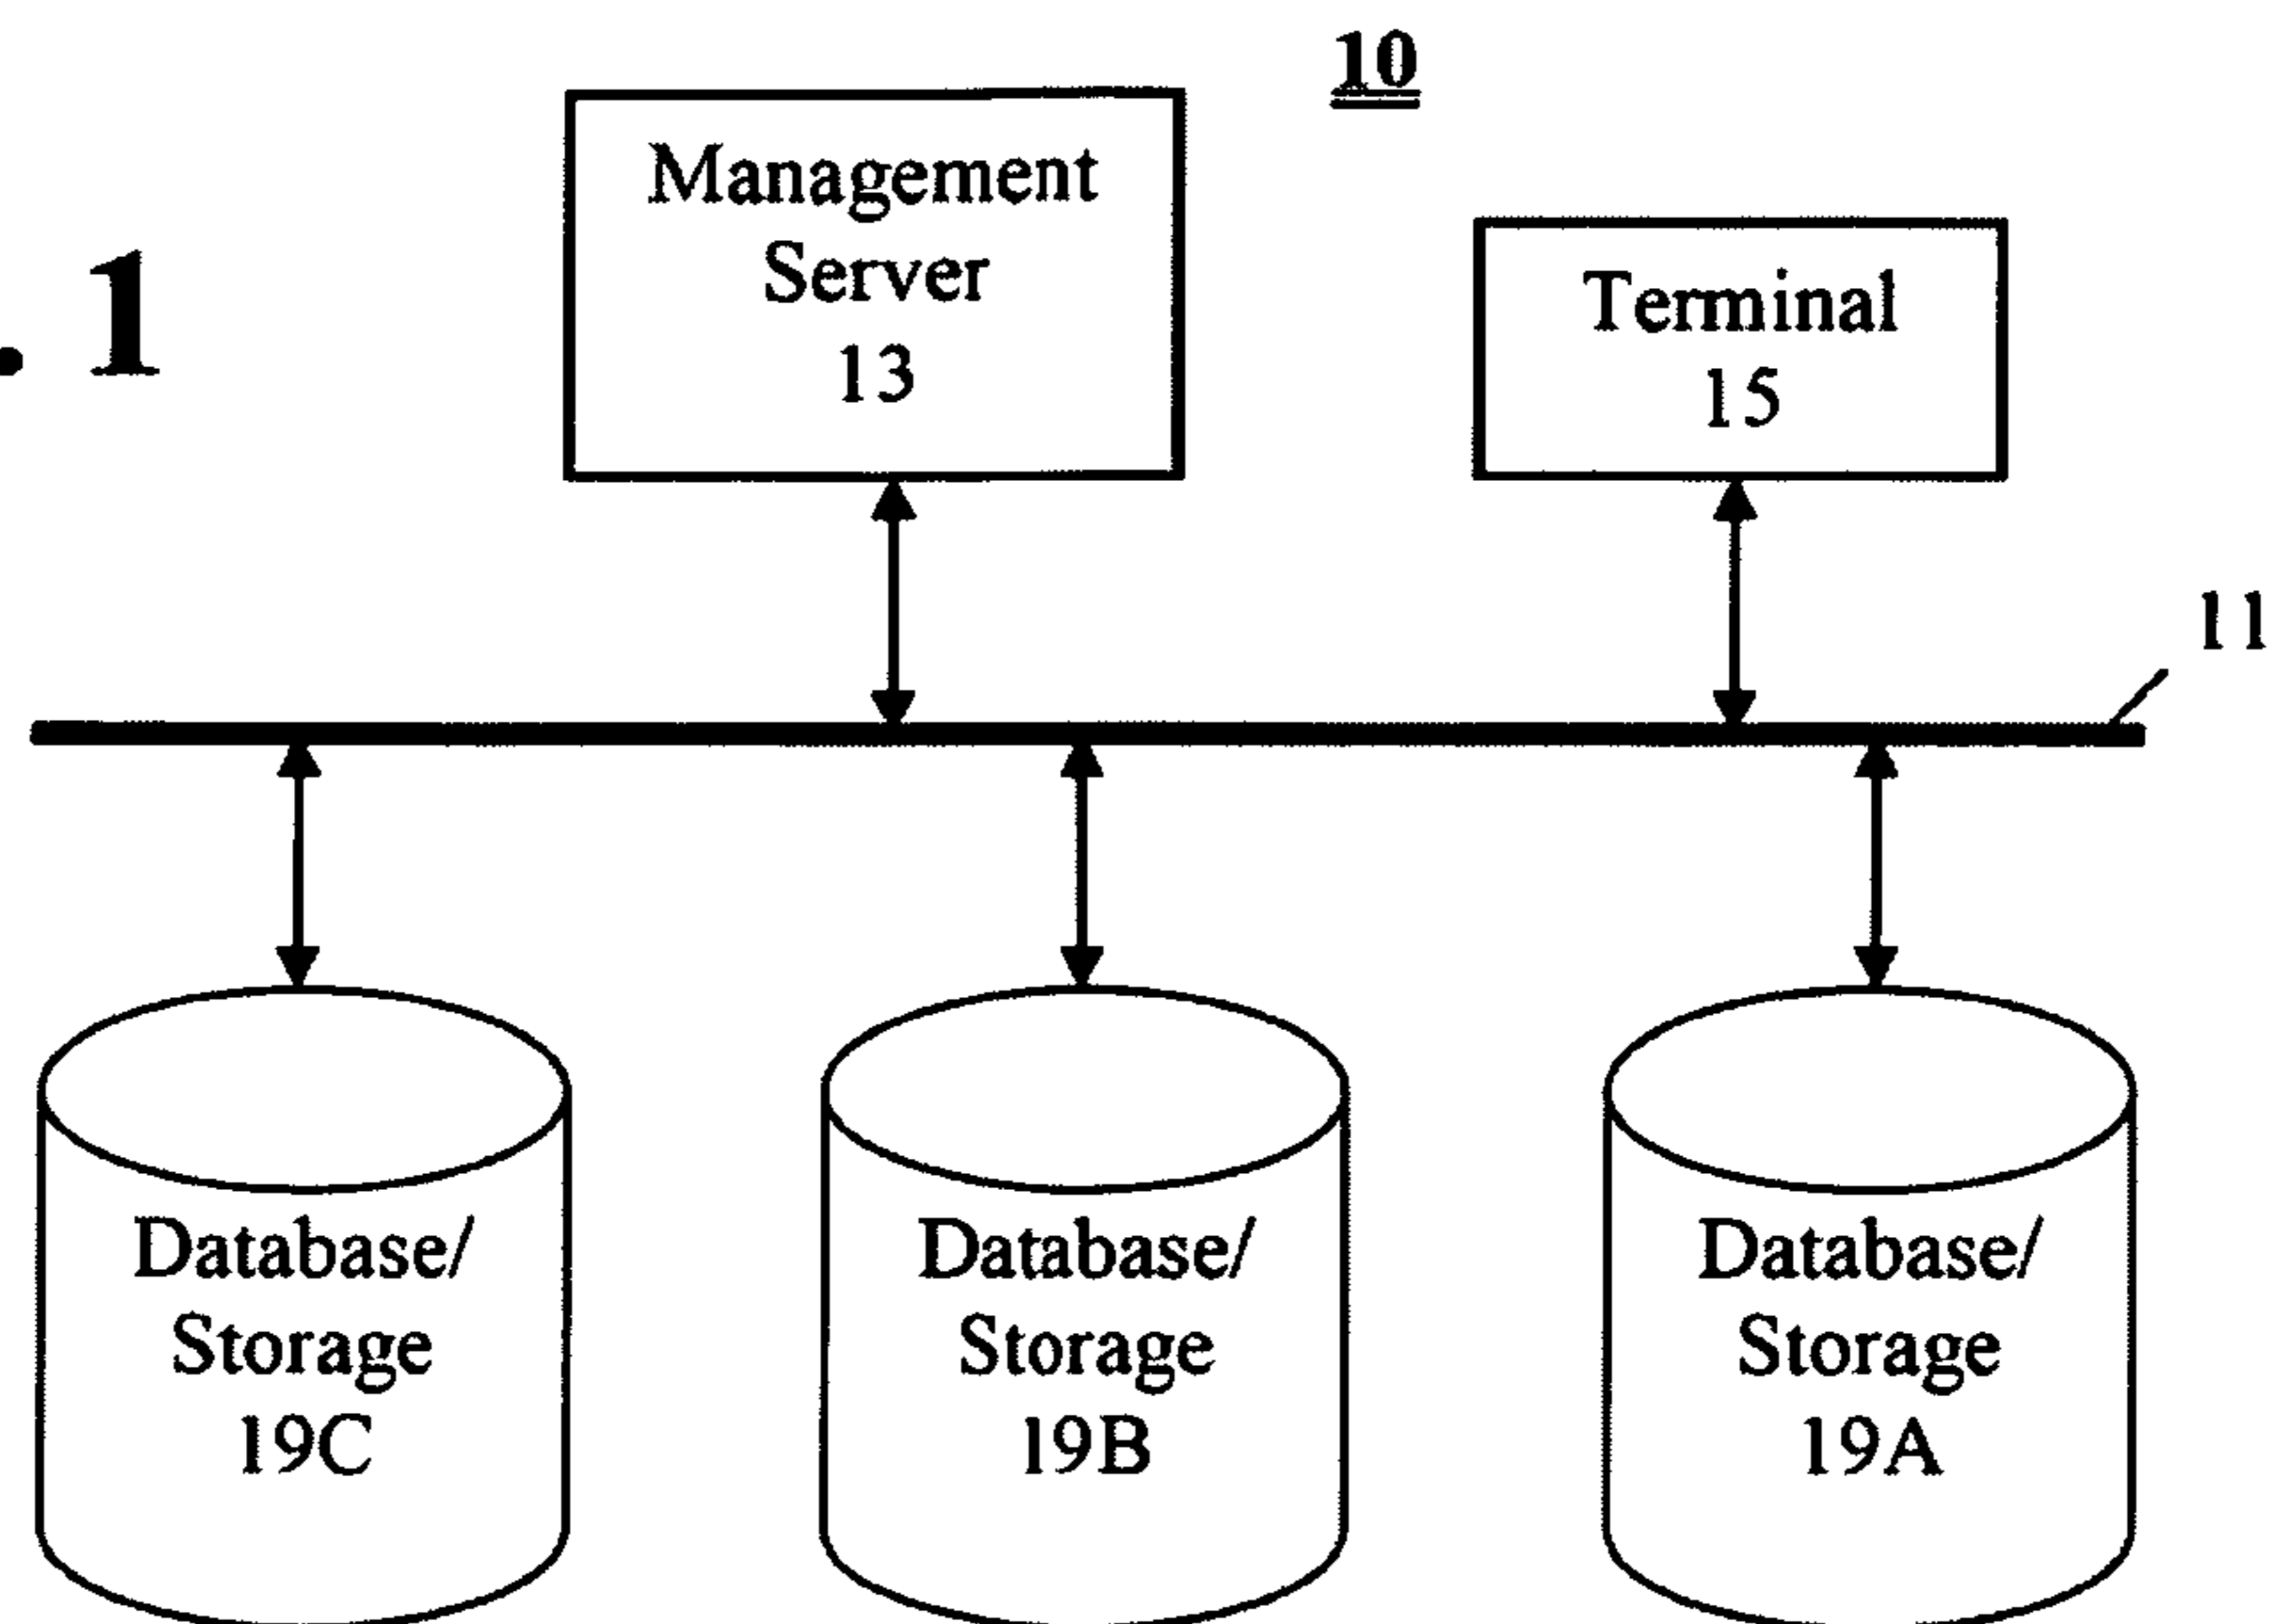 10
Management
Server
13
. 1
Terminal
15
11
Database/
Storage
19C
Database/
Storage
19B
Database/
Storage
19A